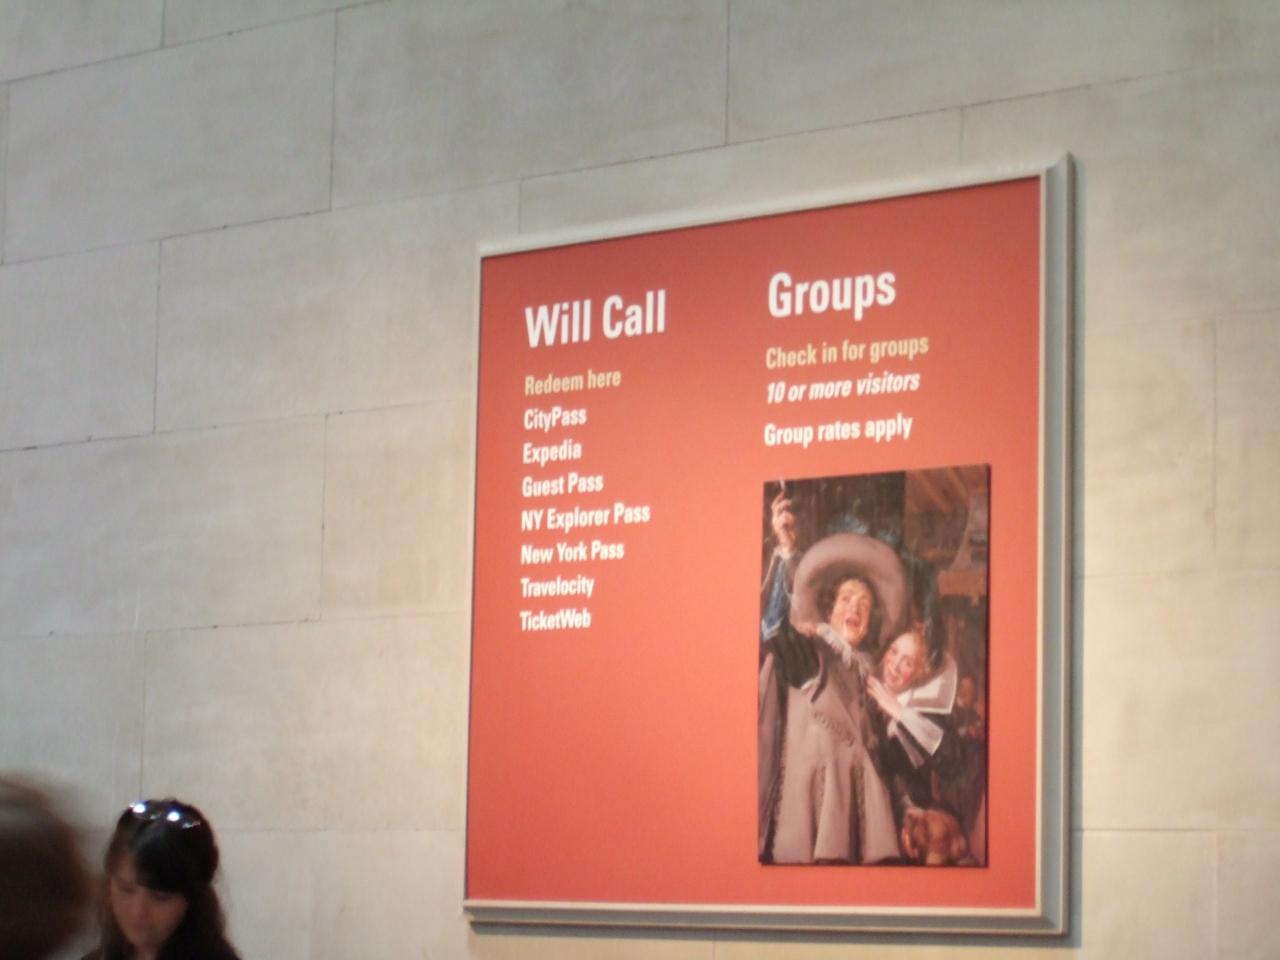 Will Call
Redeem here
CityPass
Expedia
Guest Pass
NY Explorer Pass
New York Pass
Travelocity
TicketWeb
Groups
Check in for groups
10 or more visitors
Group rates apply